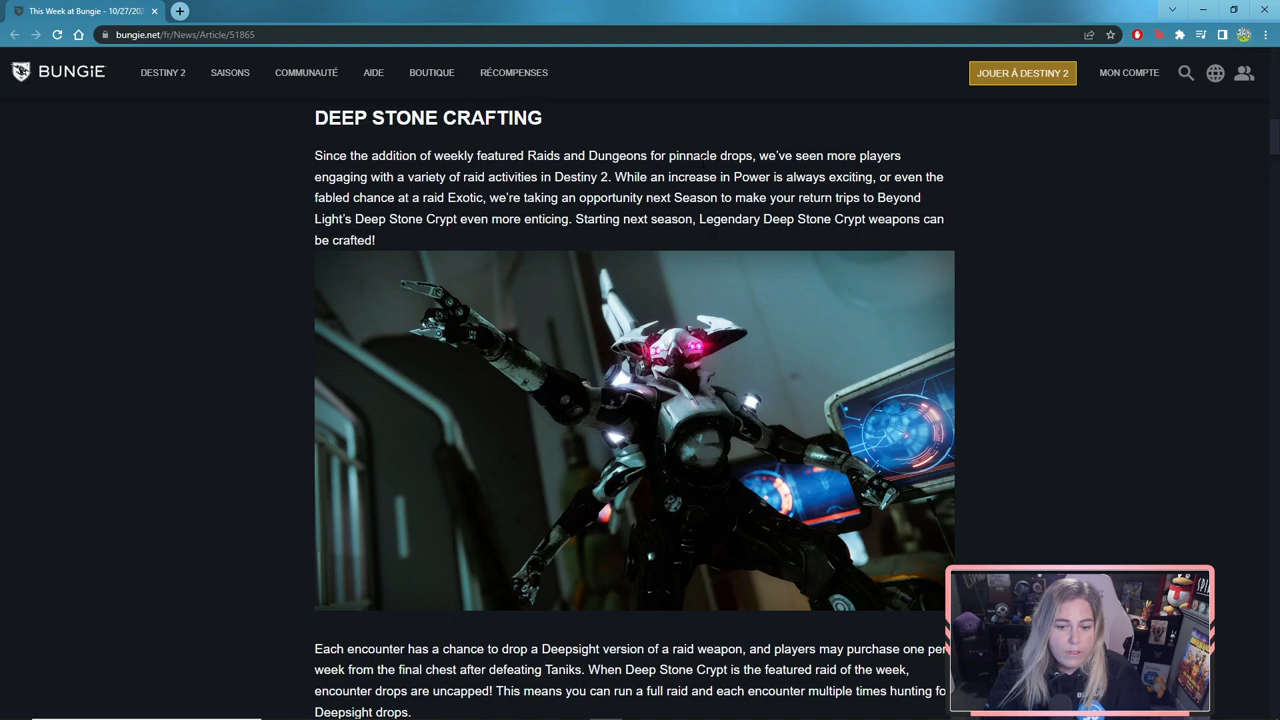 This Week at Bungie - 10/27/202
bungie.net/fr/News/Article/51865
BUNGiE
DESTINY 2 SAISONS COMMUNAUTÉ AIDE BOUTIQUE RÉCOMPENSES JOUER À DESTINY 2 MON COMPTE
DEEP STONE CRAFTING
Since the addition of weekly featured Raids and Dungeons for pinnacle drops, we've seen more players
engaging with a variety of raid activities in Destiny 2. While an increase in Power is always exciting, or even the
fabled chance at a raid Exotic, we're taking an opportunity next Season to make your return trips to Beyond
Light's Deep Stone Crypt even more enticing. Starting next season, Legendary Deep Stone Crypt weapons can
be crafted!
Each encounter has a chance to drop a Deepsight version of a raid weapon, and players may purchase one per
week from the final chest after defeating Taniks. When Deep Stone Crypt is the featured raid of the week,
encounter drops are uncapped! This means you can run a full raid and each encounter multiple times hunting fo
Deepsight drops.